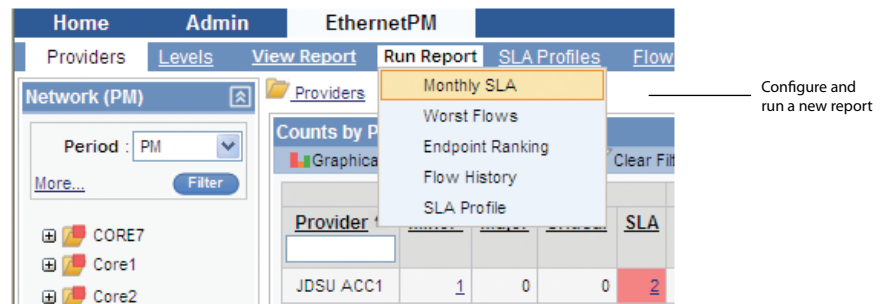 Home Admin EthernetPM
Providers Levels View Report Run Report SLA Profiles Flow
Network (PM)
Period : PM
More... Filter
CORE7
Core1
Core2
Providers
Monthly SLA
Worst Flows
Endpoint Ranking
Flow History
SLA Profile
Counts by P
Graphica Clear Filt
Provider SLA
JDSU ACC1 1 0 0 2
Configure and
run a new report